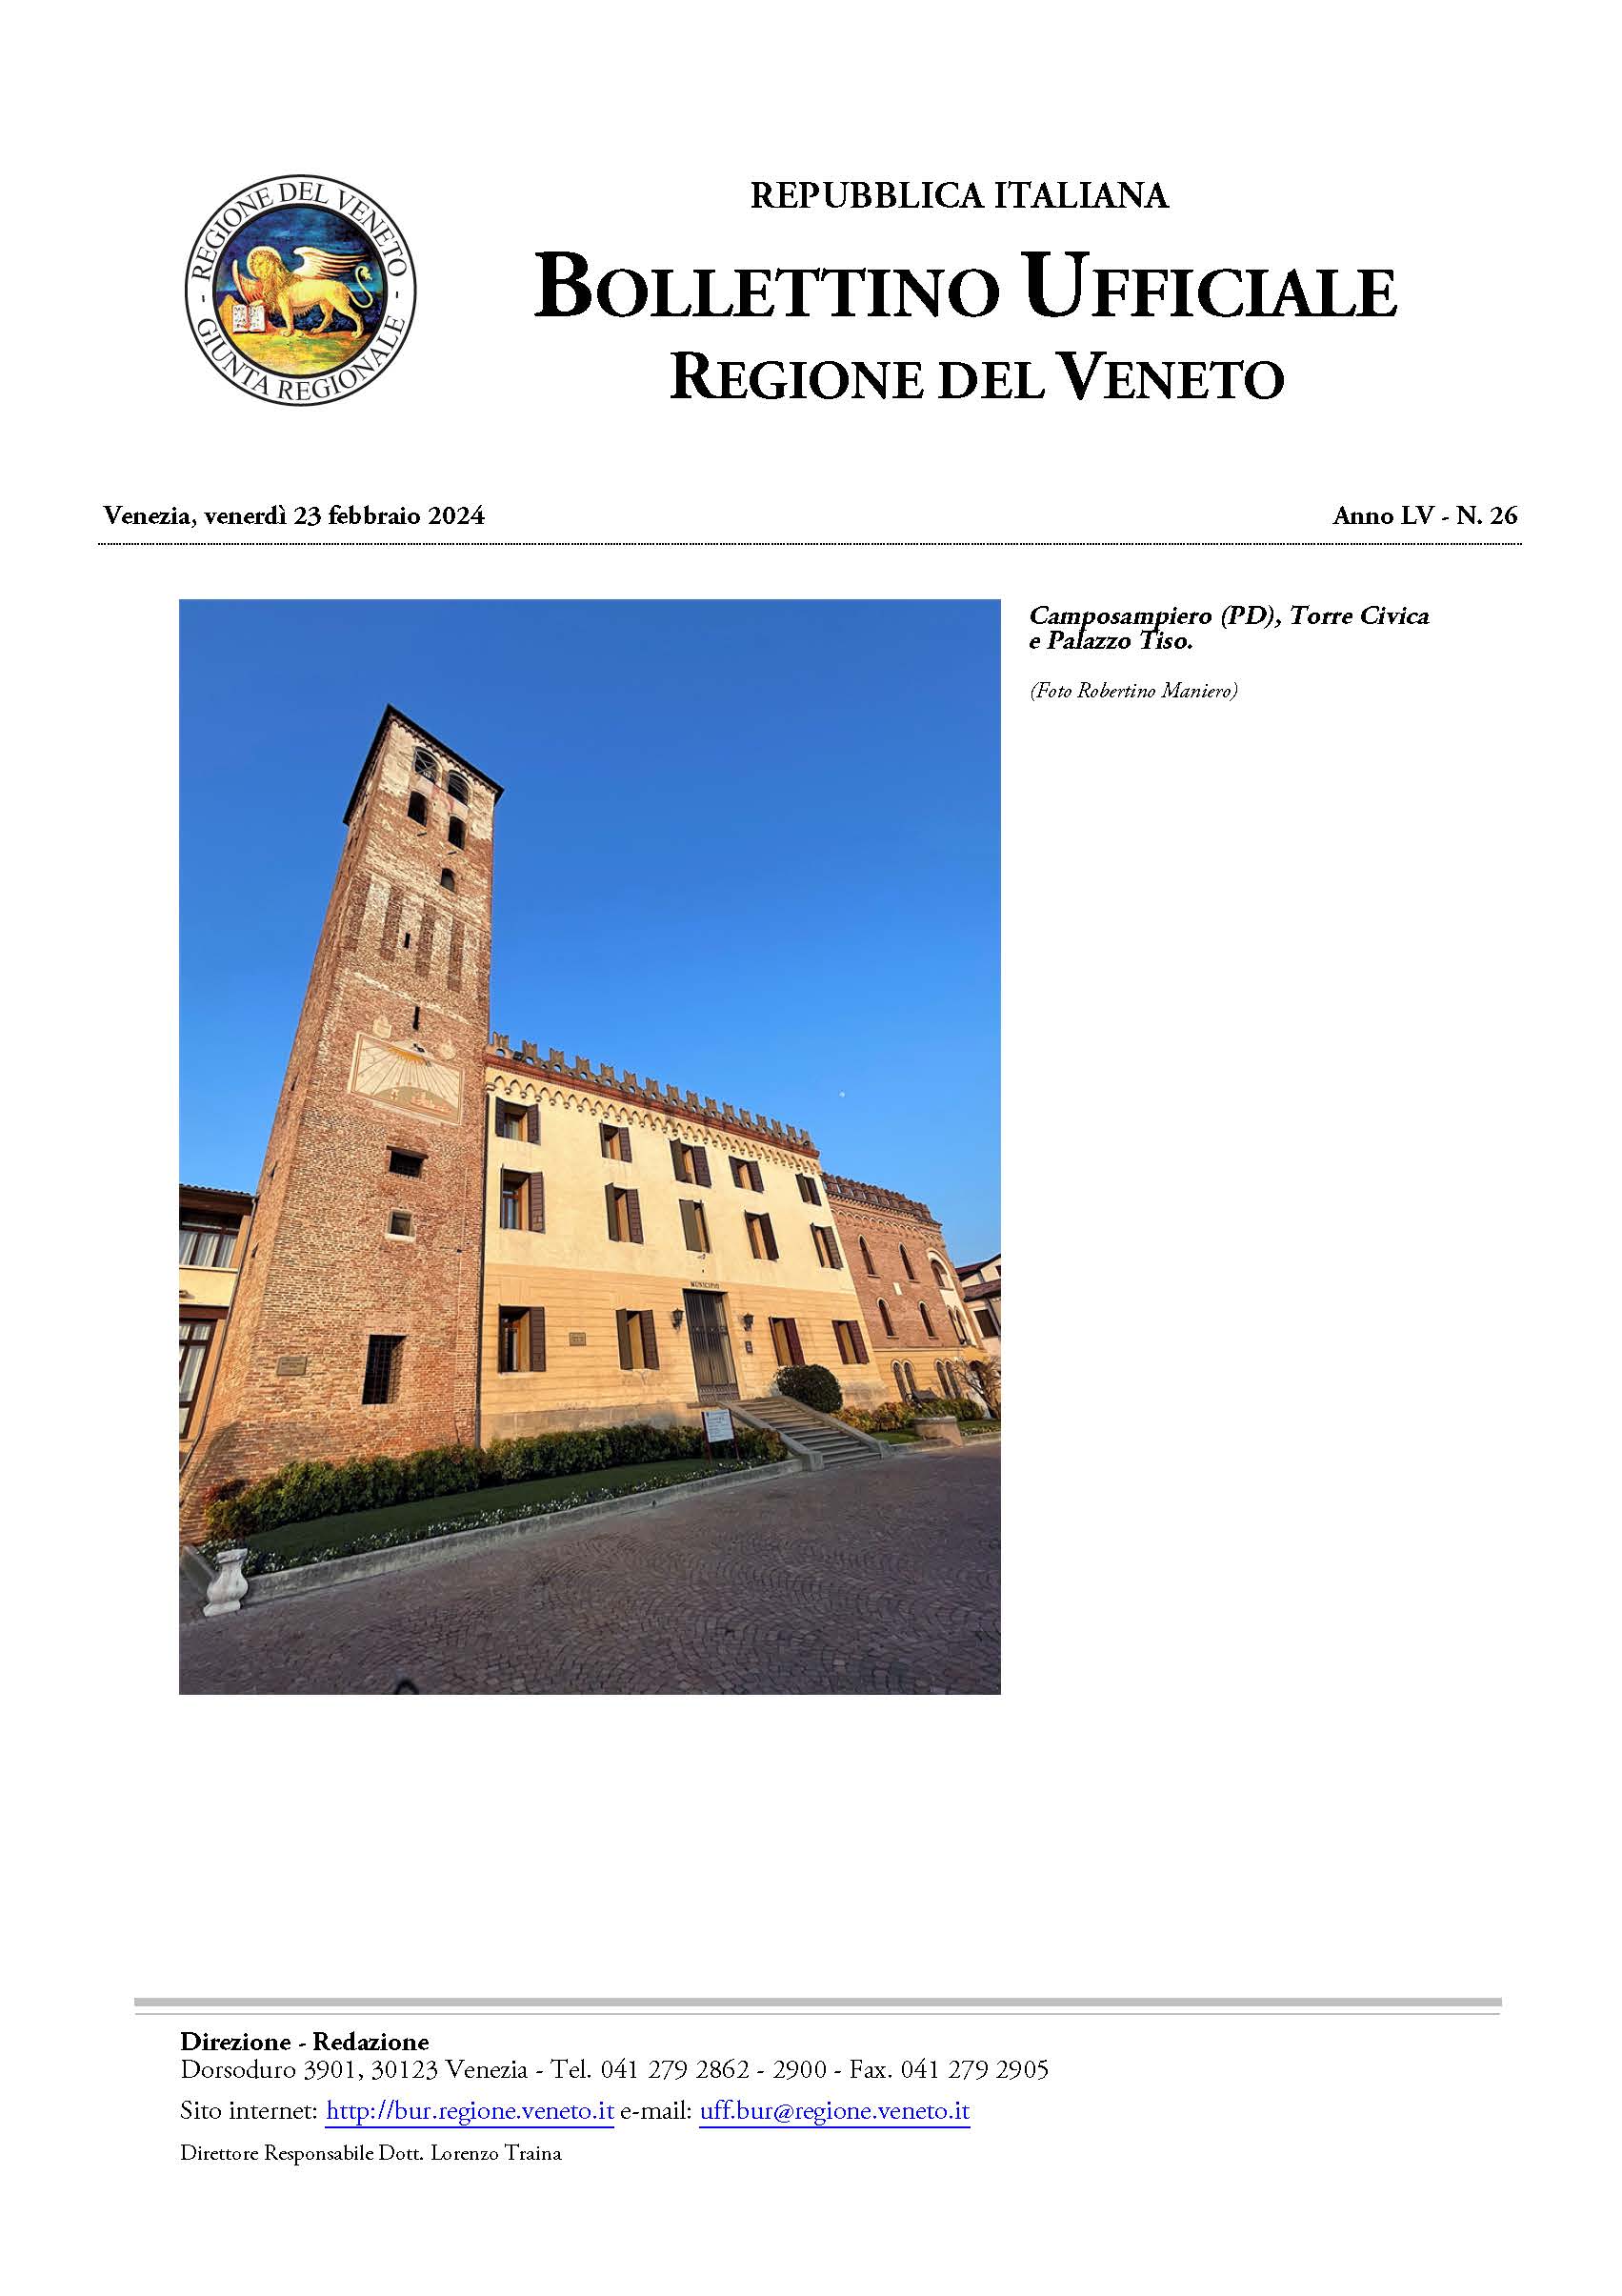 - REGIONE DEL VENETO -
GIUNTA REGIONALE
REPUBBLICA ITALIANA
BOLLETTINO UFFICIALE
REGIONE DEL VENETO
Venezia, venerdì 23 febbraio 2024
Anno LV - N. 26
Camposampiero (PD), Torre Civica
e Palazzo Tiso.
(Foto Robertino Maniero)
MUNICIPIO
Direzione - Redazione
Dorsoduro 3901, 30123 Venezia - Tel. 041 279 2862 - 2900 - Fax. 041 279 2905
Sito internet: http://bur.regione.veneto.it e-mail: uff.bur@regione.veneto.it
Direttore Responsabile Dott. Lorenzo Traina